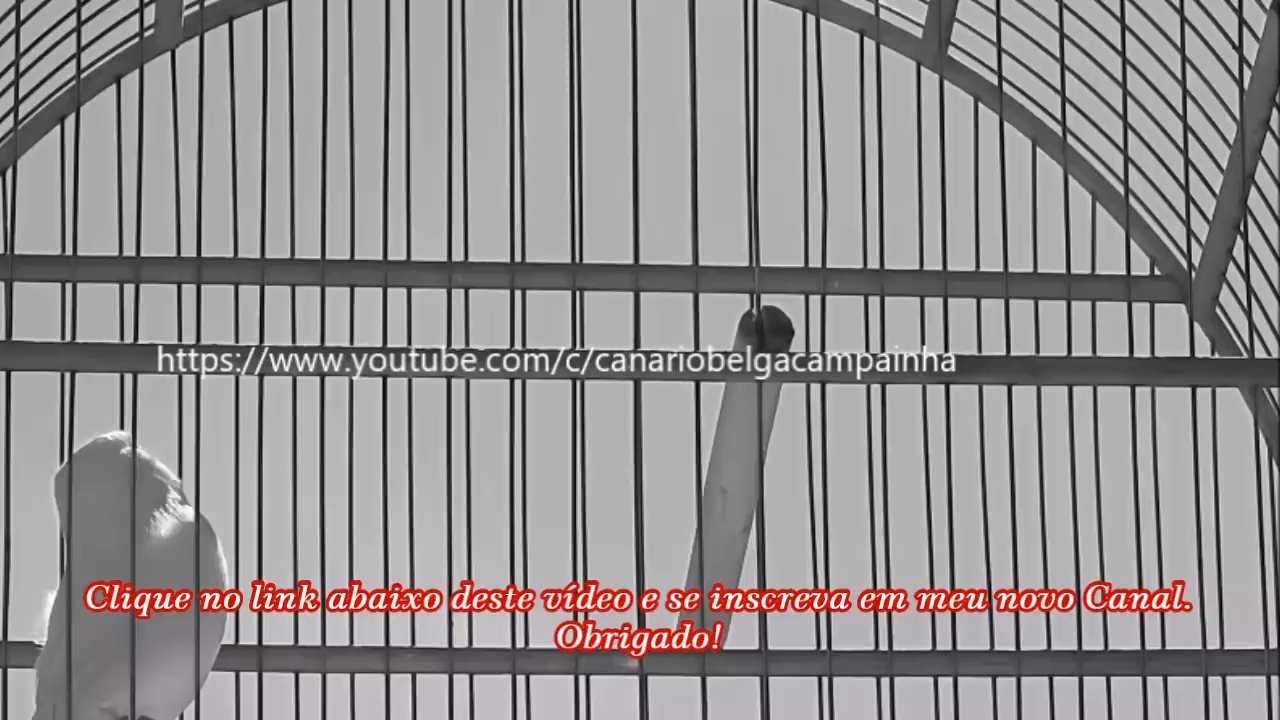 https://www.youtube.com/c/canariobelgacampainha
Clique no link abaixo deste vídeo e se inscreva em meu novo Canal.
Obrigado!